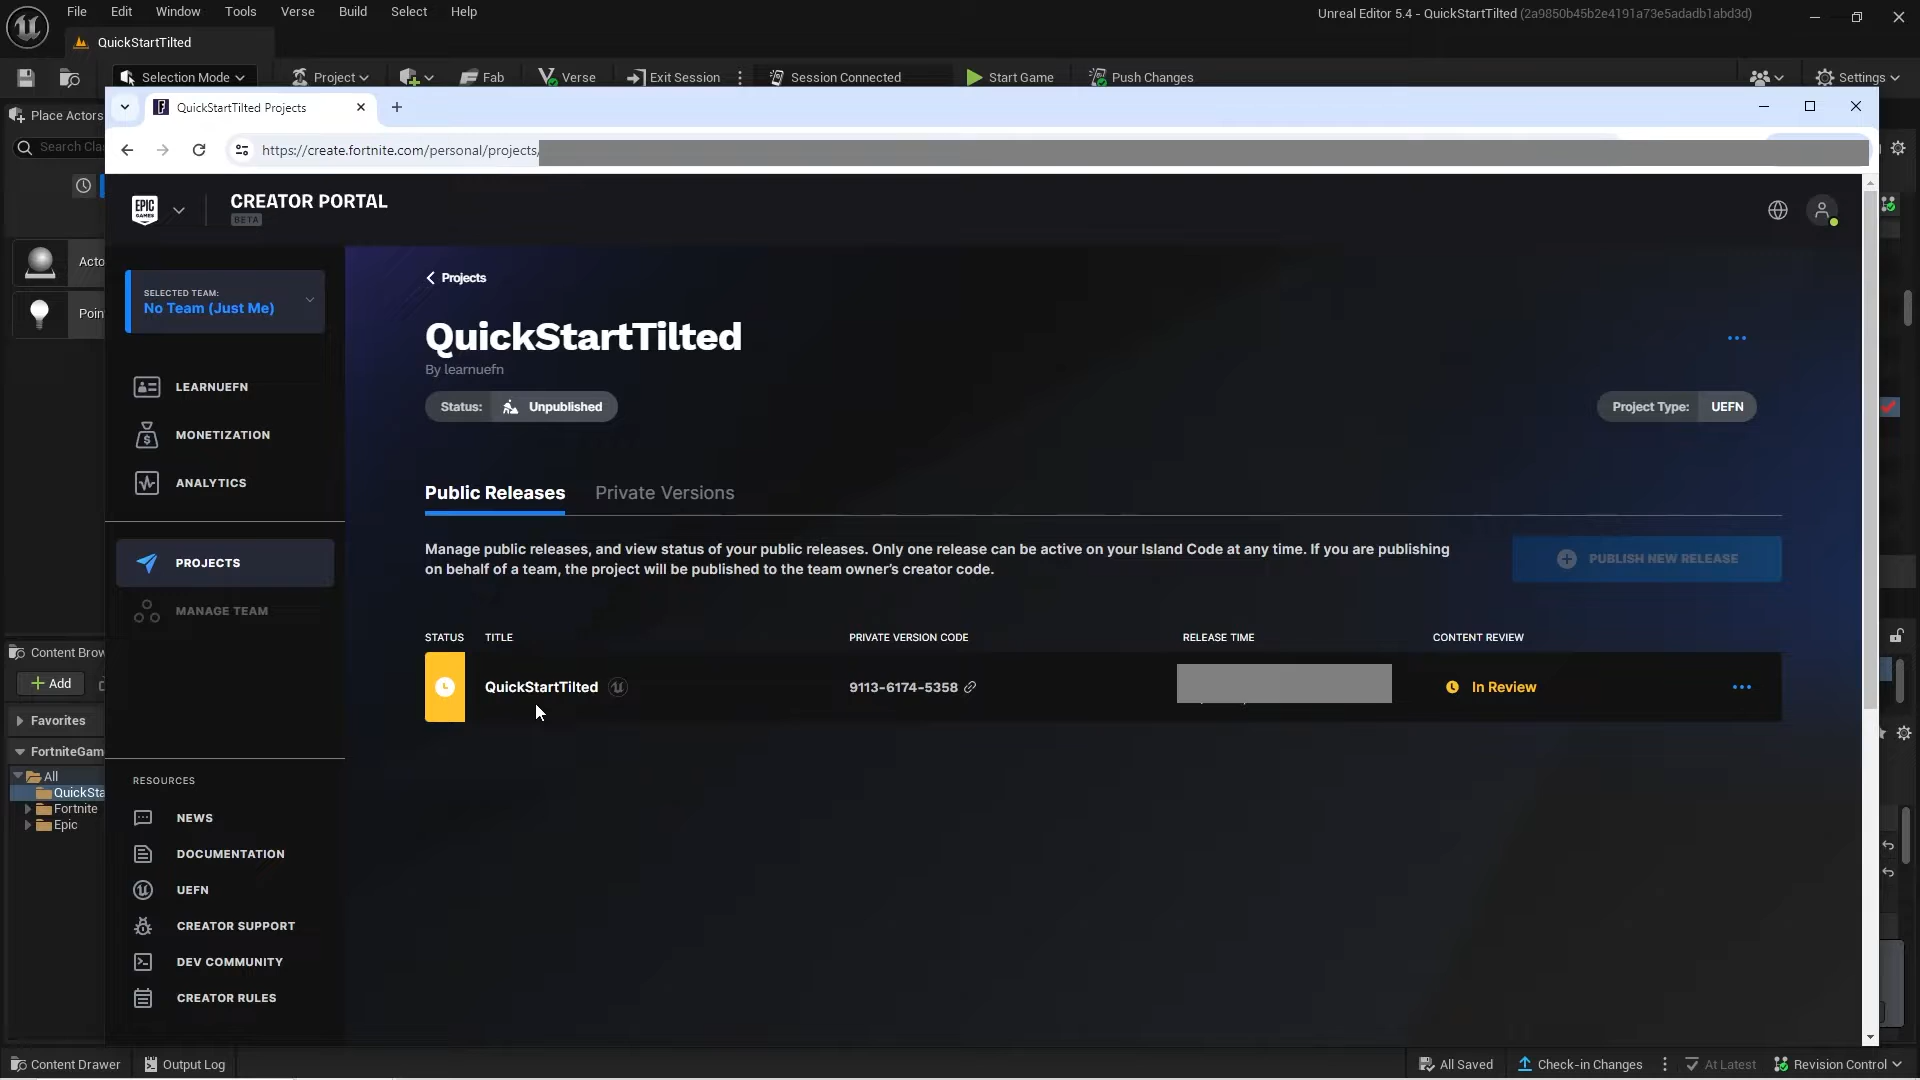 File Edit Window Tools Verse Build Select Help
Unreal Editor 5.4 - QuickStartTilted (2a9850b45b2e4191a73e5adadb1abd3d)
QuickStartTilted
Selection Mode Project Fab Verse Exit Session Session Connected Start Game Push Changes Settings
Place Actors
QuickStartTilted Projects
Search Cla
https://create.fortnite.com/personal/projects/
EPIC GAMES
CREATOR PORTAL
BETA
Acto
Poin
SELECTED TEAM:
No Team (Just Me)
LEARNUEFN
MONETIZATION
ANALYTICS
PROJECTS
MANAGE TEAM
RESOURCES
NEWS
DOCUMENTATION
UEFN
CREATOR SUPPORT
DEV COMMUNITY
CREATOR RULES
Projects
QuickStartTilted
By learnuefn
Status: Unpublished
Project Type: UEFN
Public Releases Private Versions
Manage public releases, and view status of your public releases. Only one release can be active on your Island Code at any time. If you are publishing
on behalf of a team, the project will be published to the team owner's creator code.
PUBLISH NEW RELEASE
STATUS TITLE PRIVATE VERSION CODE RELEASE TIME CONTENT REVIEW
QuickStartTilted 9113-6174-5358 In Review
Content Brow
Add
Favorites
FortniteGam
All
QuickSta
Fortnite
Epic
Content Drawer Output Log All Saved Check-in Changes At Latest Revision Control